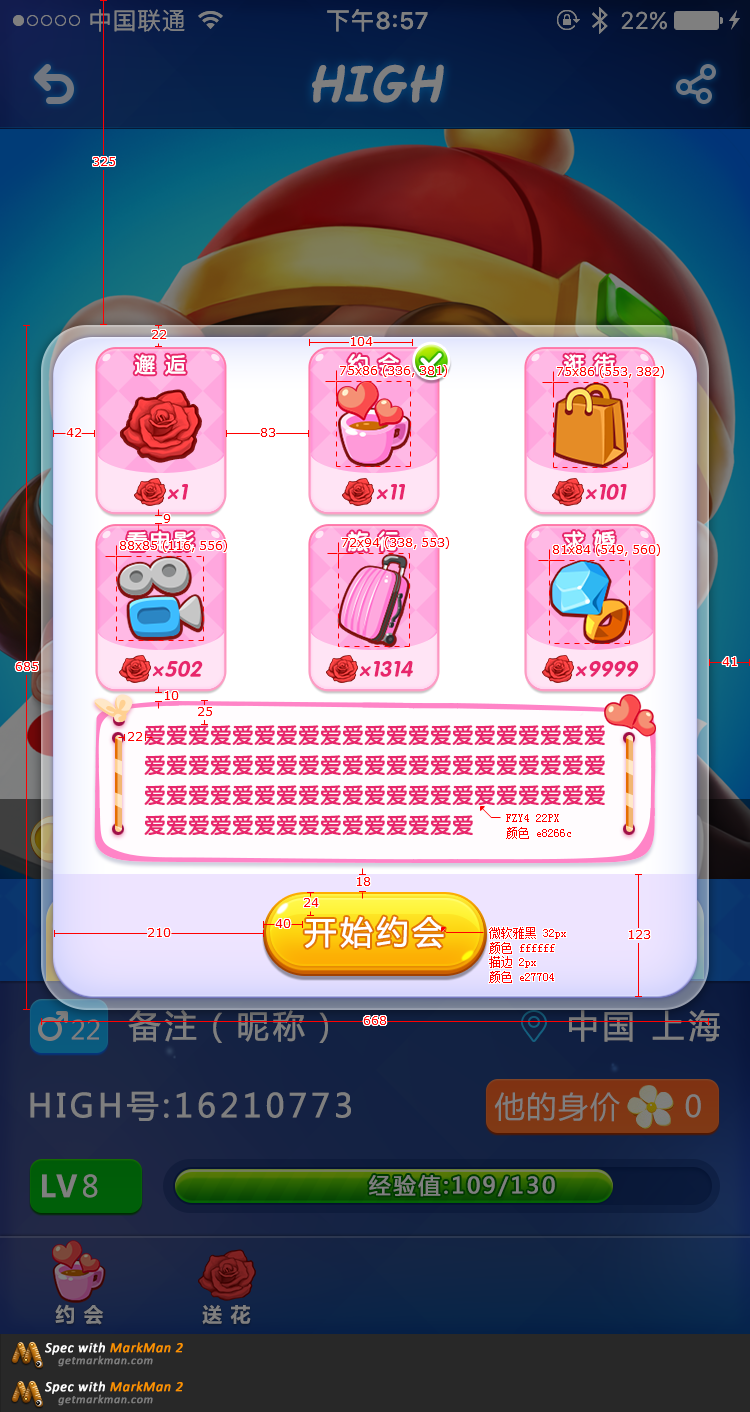 中国联通
下午8:57
22%
HIGH
325
22
104
邂逅
约会
逛街
75x86 (336, 381)
75x86 (553, 382)
42
83
×1
×11
×101
9
看电影
旅行
求婚
88x85 (116, 556)
72x94 (338, 553)
81x84 (549, 560)
685
41
×502
×1314
×9999
10
25
22
爱爱爱爱爱爱爱爱爱爱爱爱爱爱爱爱爱爱爱爱爱
爱爱爱爱爱爱爱爱爱爱爱爱爱爱爱爱爱爱爱爱爱
爱爱爱爱爱爱爱爱爱爱爱爱爱爱爱爱爱爱爱爱爱
爱爱爱爱爱爱爱爱爱爱爱爱爱爱爱
FZY4 22PX
颜色 e8266c
18
24
40
210
开始约会
123
微软雅黑 32px
颜色 ffffff
描边 2px
颜色 e27704
668
22
备注（昵称）
中国 上海
HIGH号:16210773
他的身价
0
LV8
经验值:109/130
约会
送花
Spec with MarkMan 2
getmarkman.com
Spec with MarkMan 2
getmarkman.com